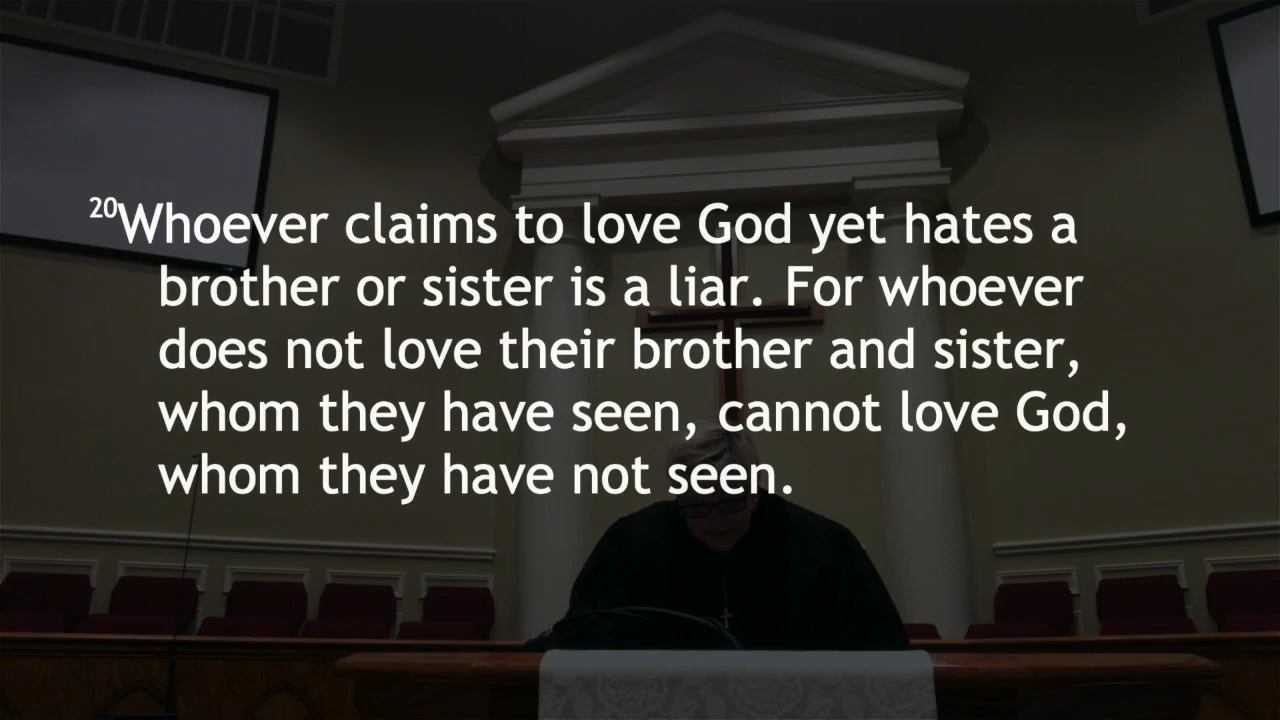 20Whoever claims to love God yet hates a
brother or sister is a liar. For whoever
does not love their brother and sister,
whom they have seen, cannot love God,
whom they have not seen.